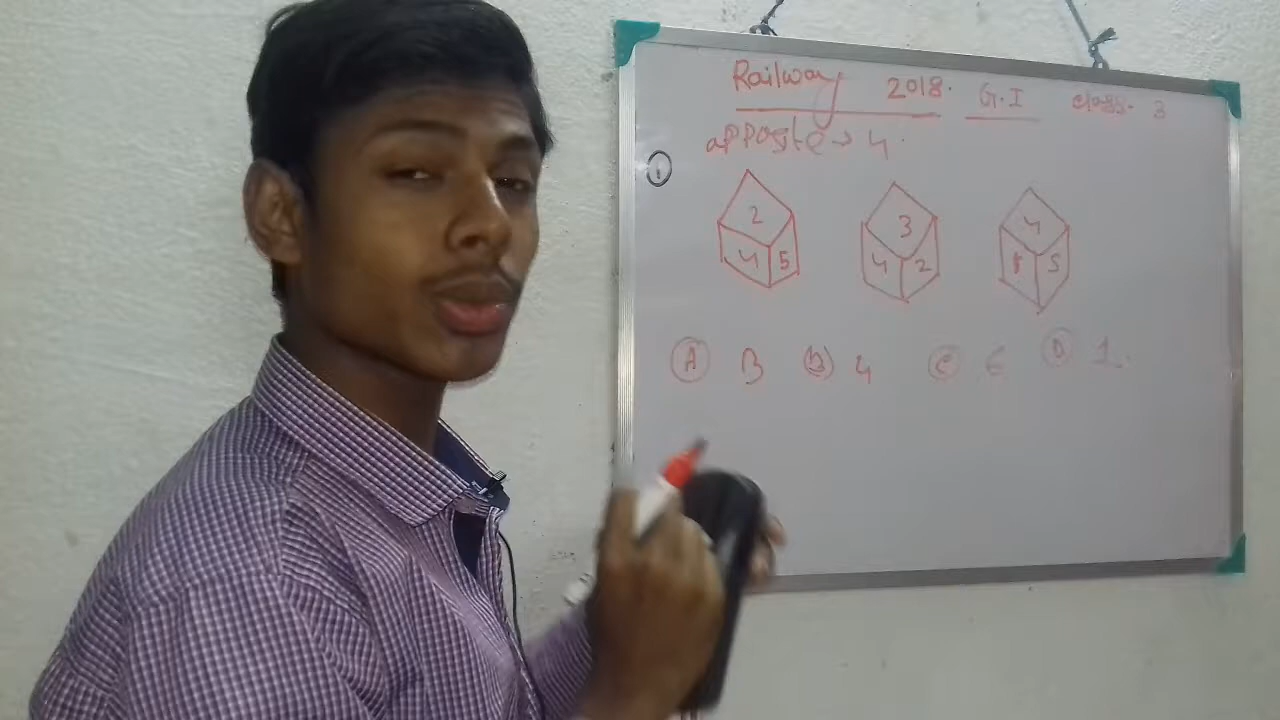 Railway 2018. G.I class. 3
opposite → 4.
①
2 3 4
4 5 4 2 5
Ⓐ 3 Ⓑ 4 Ⓒ 6 Ⓓ 1.